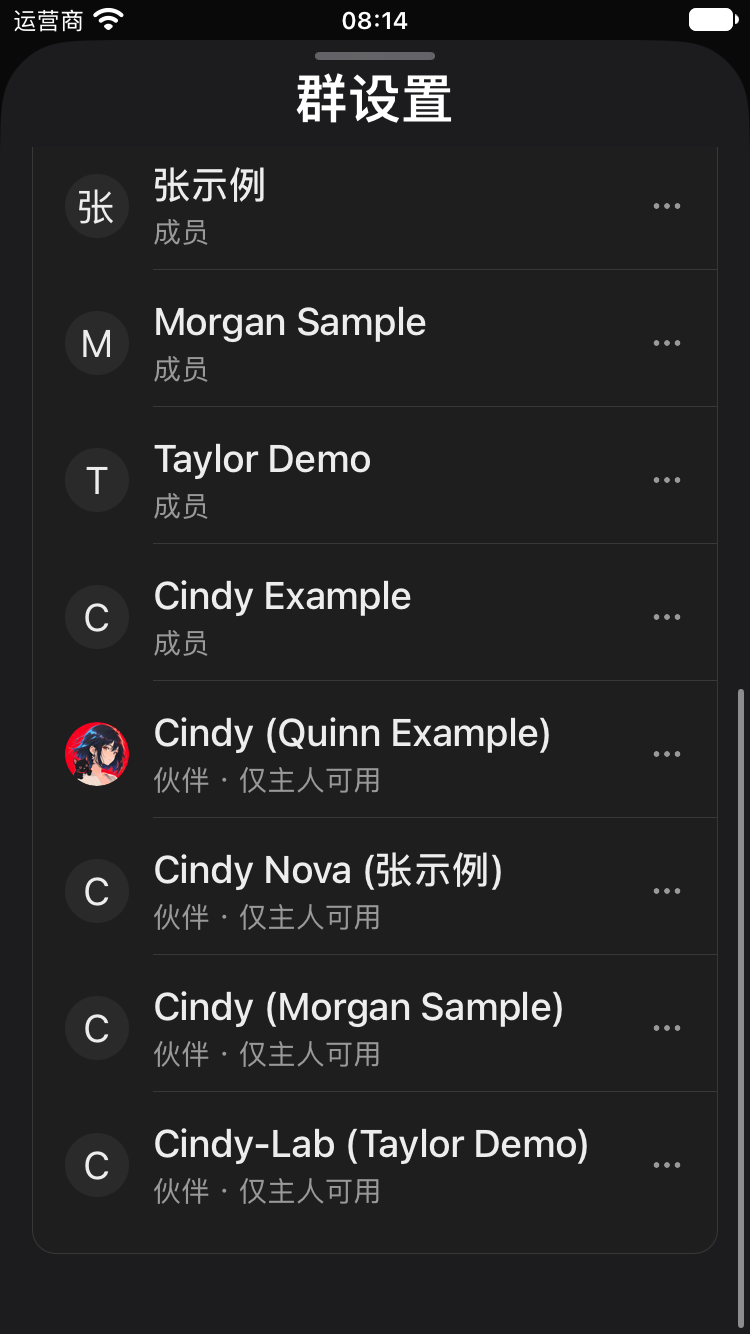 运营商 08:14
群设置
张 张示例
成员
M Morgan Sample
成员
T Taylor Demo
成员
C Cindy Example
成员
Cindy (Quinn Example)
伙伴 · 仅主人可用
C Cindy Nova (张示例)
伙伴 · 仅主人可用
C Cindy (Morgan Sample)
伙伴 · 仅主人可用
C Cindy-Lab (Taylor Demo)
伙伴 · 仅主人可用